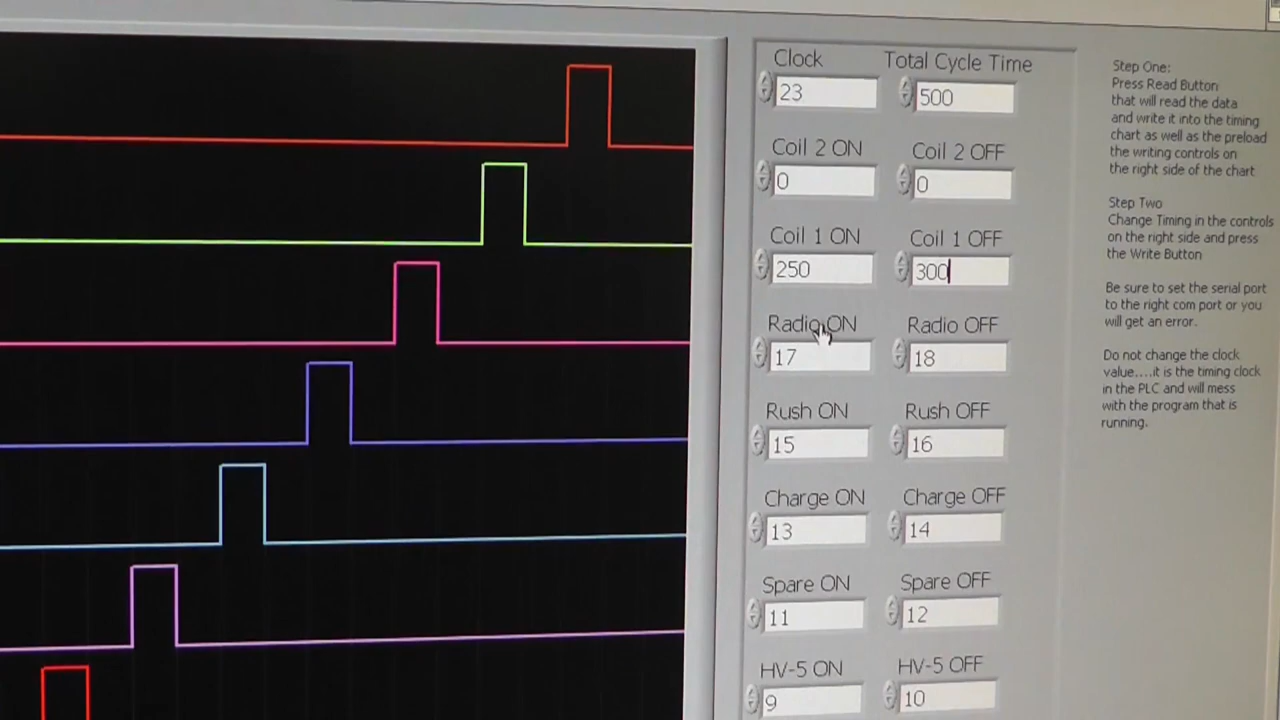 Clock Total Cycle Time
23 500
Coil 2 ON Coil 2 OFF
0 0
Coil 1 ON Coil 1 OFF
250 300
Radio ON Radio OFF
17 18
Rush ON Rush OFF
15 16
Charge ON Charge OFF
13 14
Spare ON Spare OFF
11 12
HV-5 ON HV-5 OFF
9 10
Step One:
Press Read Button
that will read the data
and write it into the timing
chart as well as the preload
the writing controls on
the right side of the chart
Step Two
Change Timing in the controls
on the right side and press
the Write Button
Be sure to set the serial port
to the right com port or you
will get an error.
Do not change the clock
value....it is the timing clock
in the PLC and will mess
with the program that is
running.